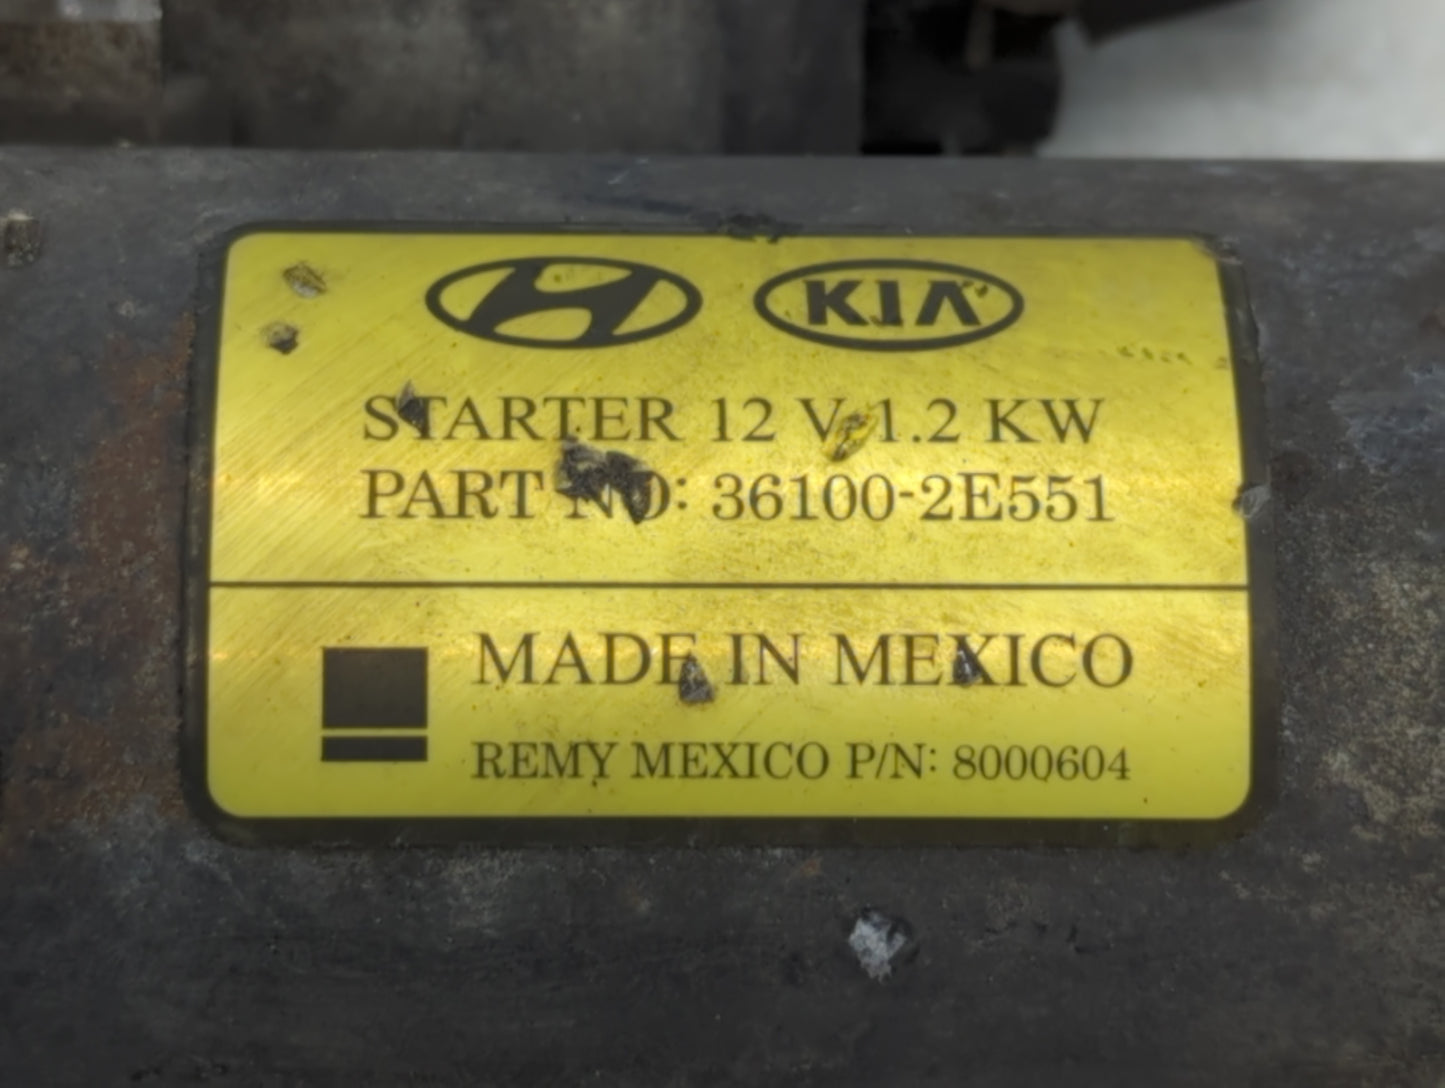 KIA
STARTER 12 V 1.2 KW
PART NO: 36100-2E551
MADE IN MEXICO
REMY MEXICO P/N: 8000604